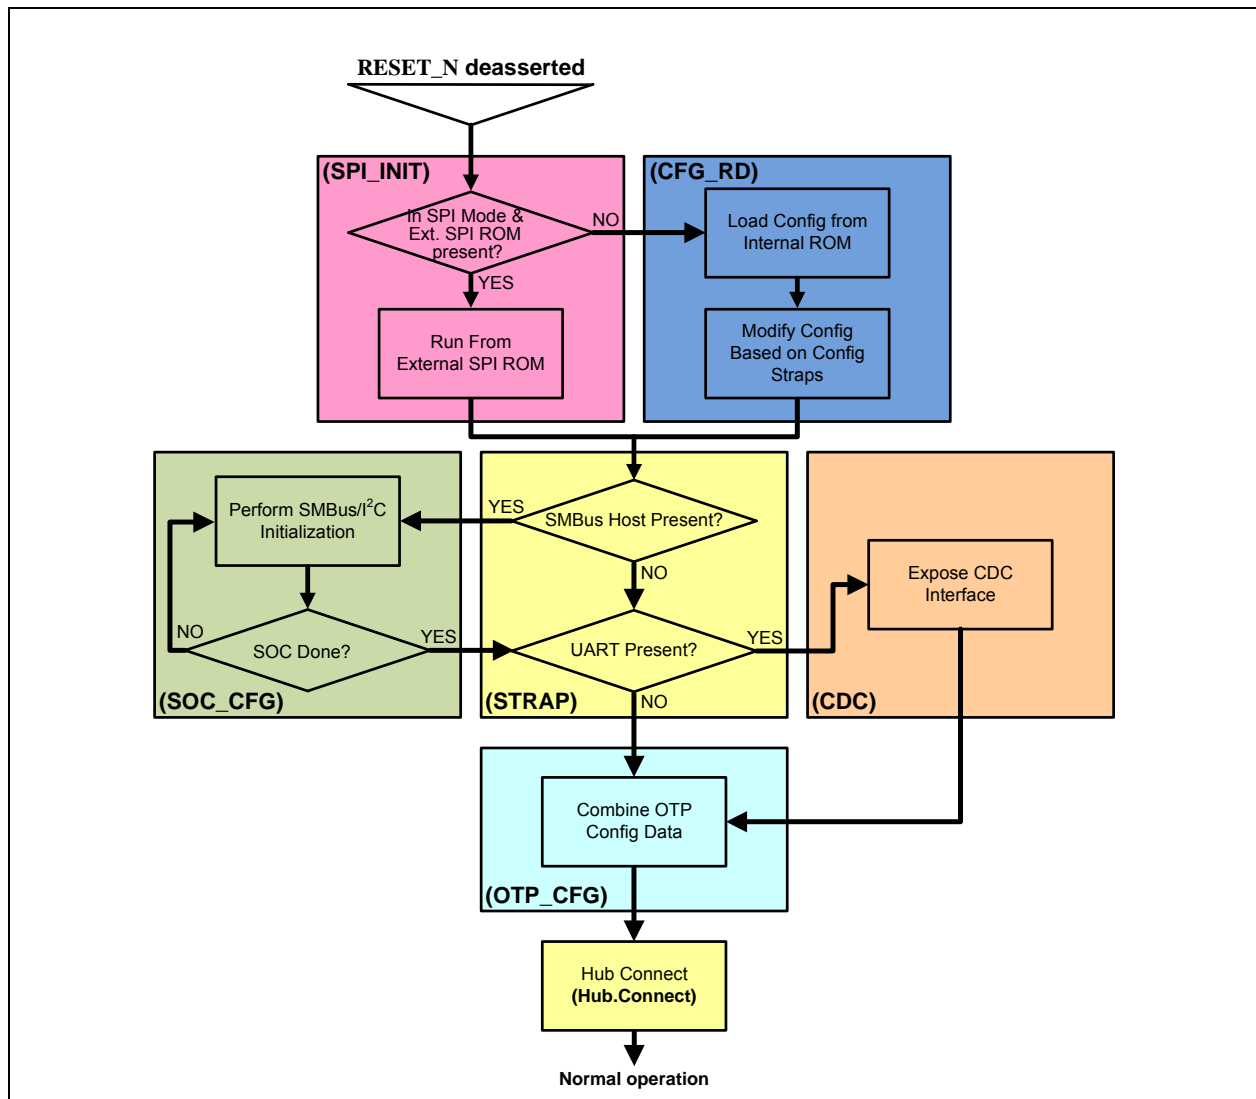 RESET_N deasserted
(SPI_INIT)
In SPI Mode &
Ext. SPI ROM
present?
NO
YES
Run From
External SPI ROM
(CFG_RD)
Load Config from
Internal ROM
Modify Config
Based on Config
Straps
Perform SMBus/I²C
Initialization
YES
SMBus Host Present?
NO
Expose CDC
Interface
NO
SOC Done?
YES
UART Present?
YES
(SOC_CFG)
(STRAP)
NO
(CDC)
Combine OTP
Config Data
(OTP_CFG)
Hub Connect
(Hub.Connect)
Normal operation